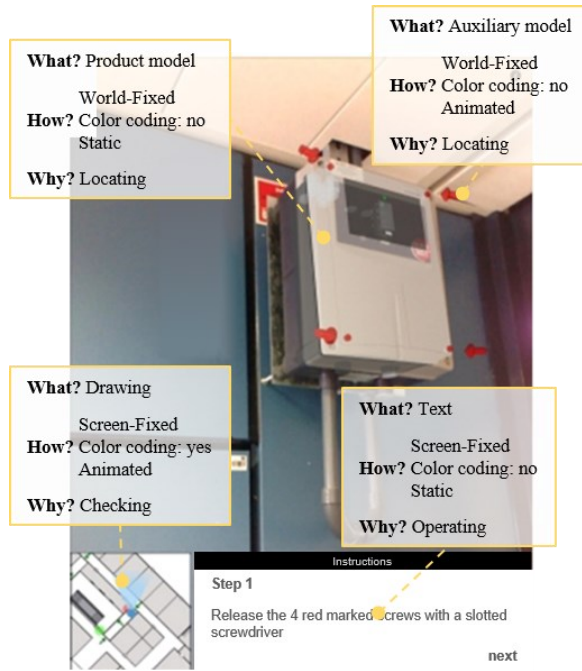 What? Auxiliary model
World-Fixed
How? Color coding: no
Animated
Why? Locating
What? Product model
World-Fixed
How? Color coding: no
Static
Why? Locating
What? Drawing
Screen-Fixed
How? Color coding: yes
Animated
Why? Checking
What? Text
Screen-Fixed
How? Color coding: no
Static
Why? Operating
Instructions
Step 1
Release the 4 red marked screws with a slotted
screwdriver
next